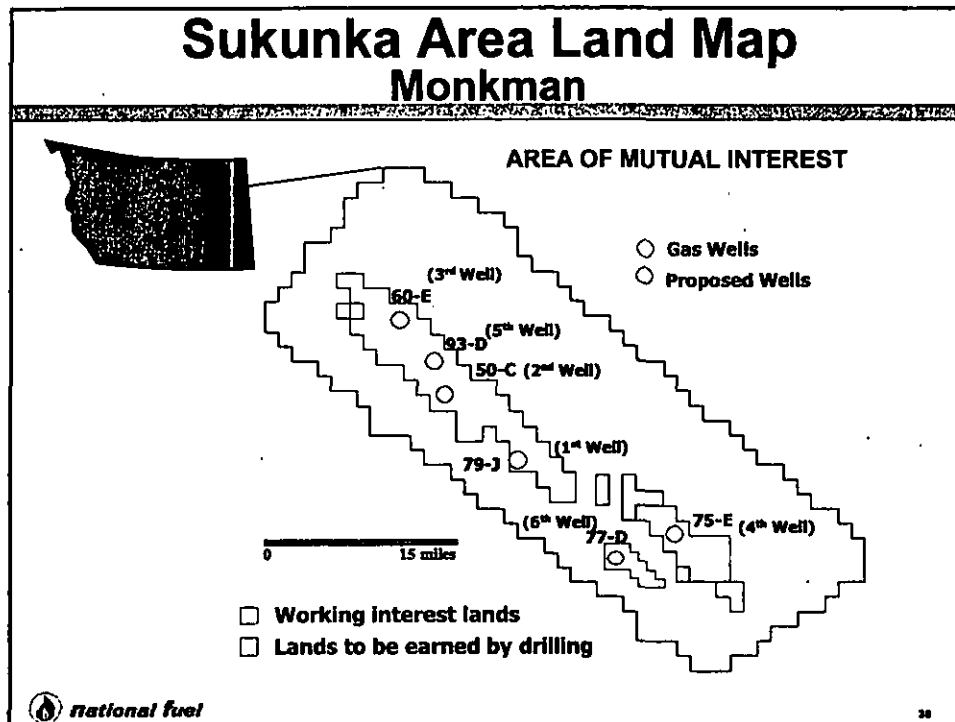 Sukunka Area Land Map
Monkman
AREA OF MUTUAL INTEREST
Gas Wells
Proposed Wells
(3rd Well)
60-E
(5th Well)
93-D
50-C (2nd Well)
(1st Well)
79-J
(6th Well)
77-D
75-E (4th Well)
0 15 miles
Working interest lands
Lands to be earned by drilling
national fuel